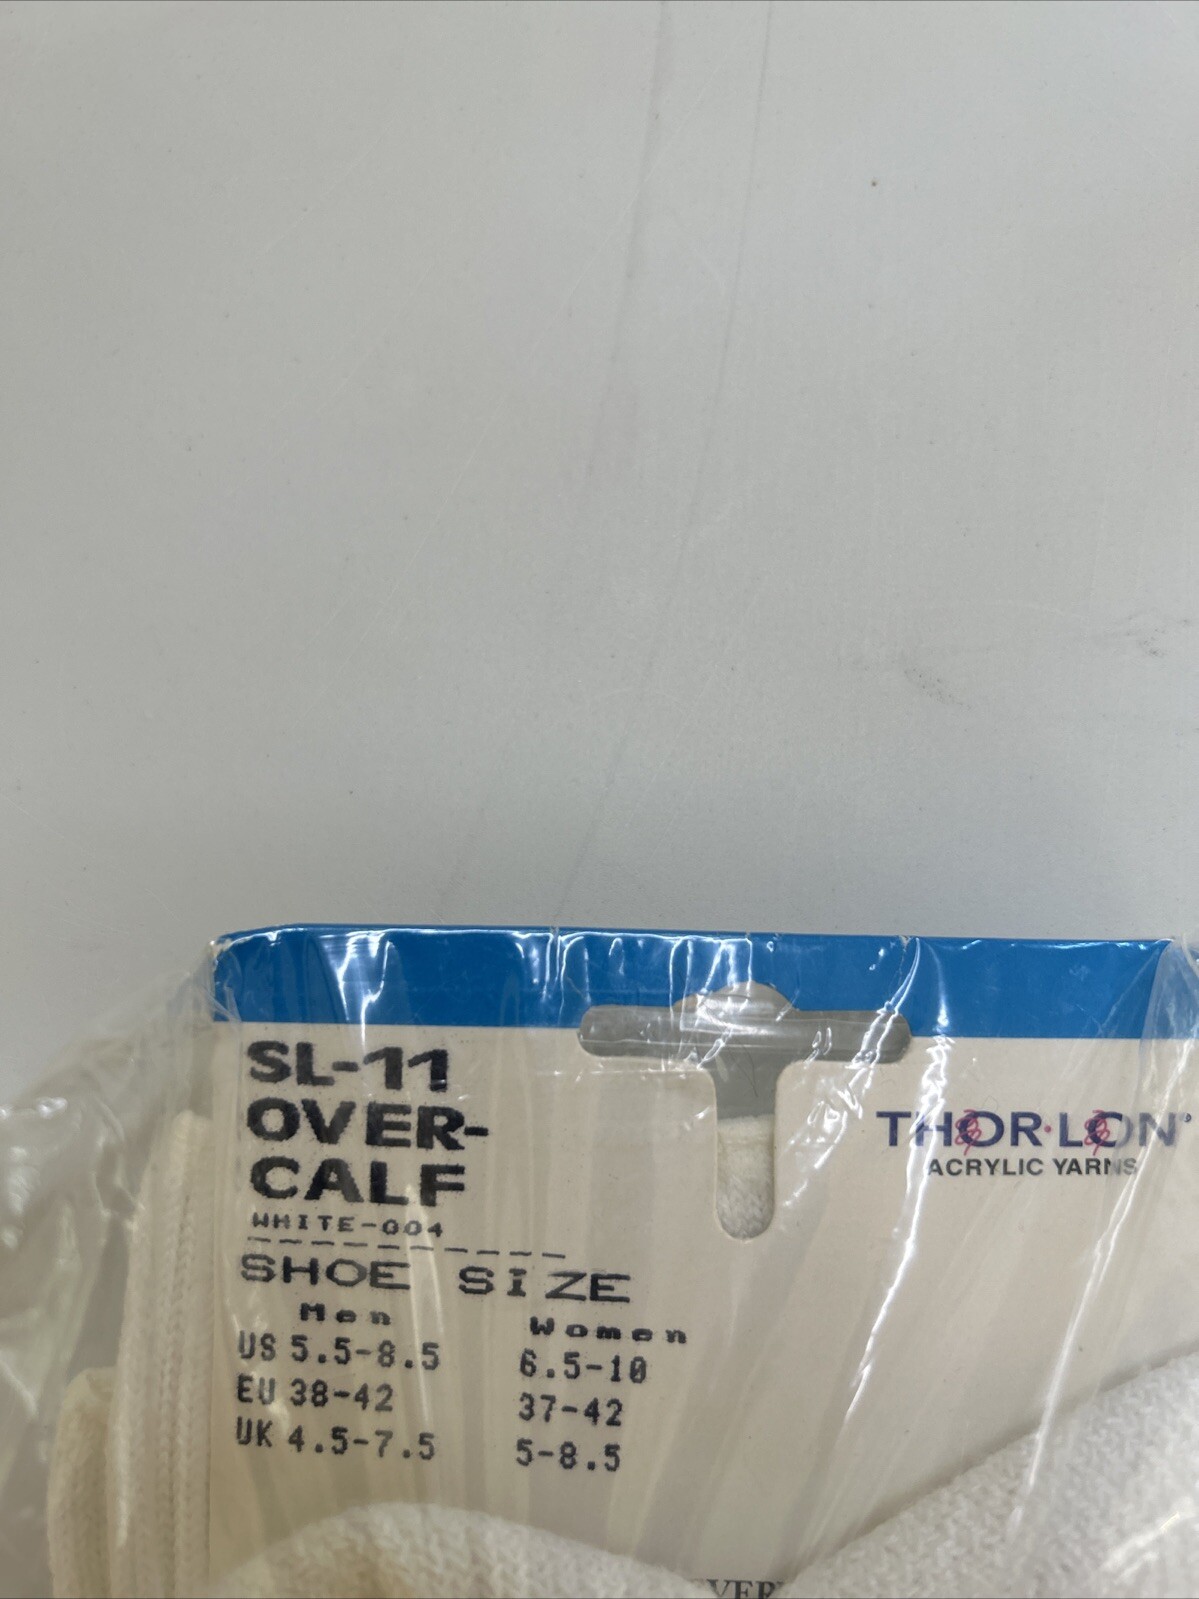 SL-11
OVER-
CALF
WHITE-004
SHOE SIZE
Men Women
US 5.5-8.5 6.5-10
EU 38-42 37-42
UK 4.5-7.5 5-8.5
THOR·LON®
ACRYLIC YARNS